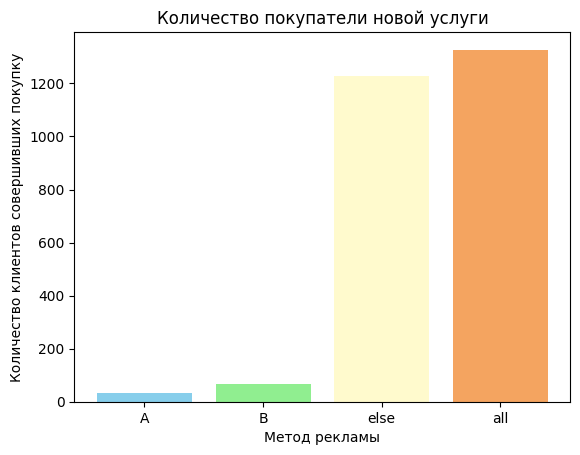 Количество покупатели новой услуги
Количество клиентов совершивших покупку
1200
1000
800
600
400
200
0
A
B
else
all
Метод рекламы